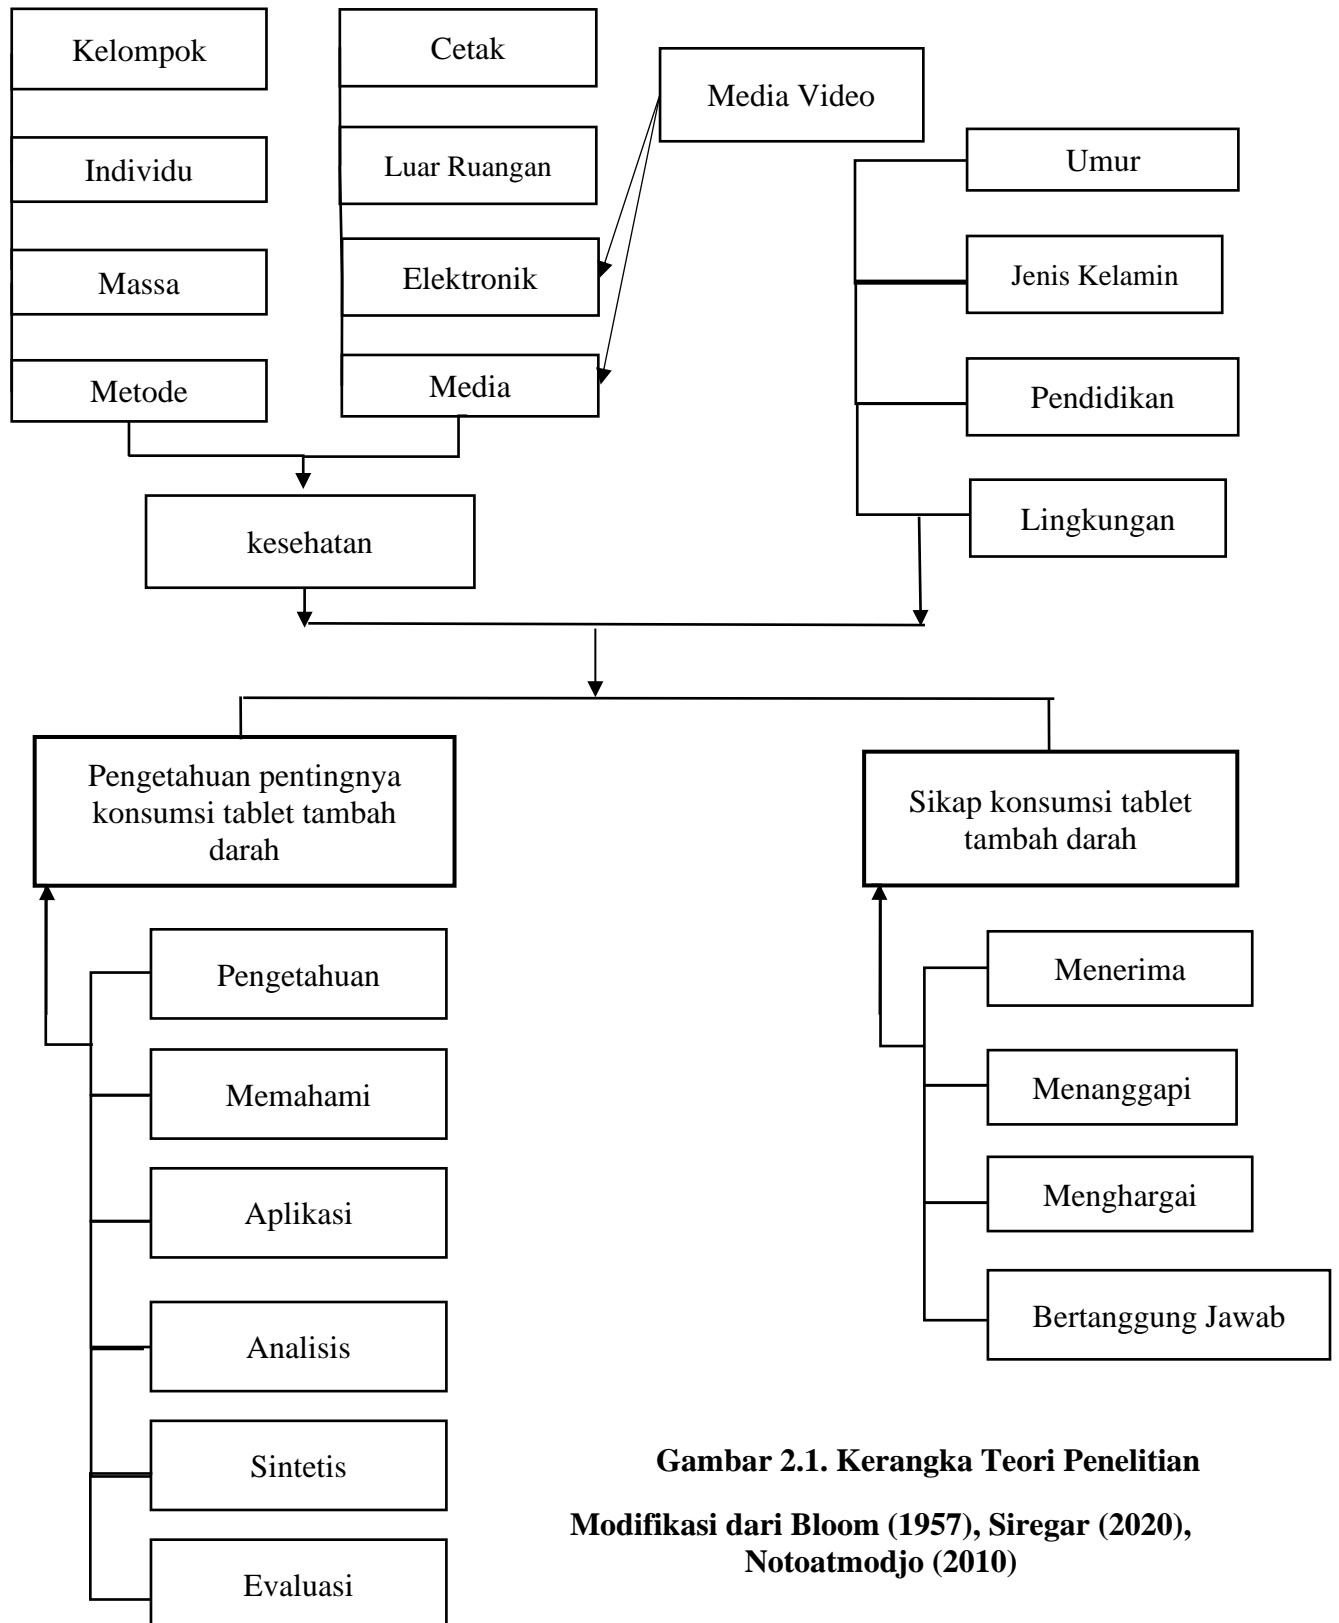 Kelompok
Individu
Massa
Metode
Cetak
Luar Ruangan
Elektronik
Media
Media Video
Umur
Jenis Kelamin
Pendidikan
Lingkungan
kesehatan
Pengetahuan pentingnya
konsumsi tablet tambah
darah
Sikap konsumsi tablet
tambah darah
Pengetahuan
Memahami
Aplikasi
Analisis
Sintetis
Evaluasi
Menerima
Menanggapi
Menghargai
Bertanggung Jawab
Gambar 2.1. Kerangka Teori Penelitian
Modifikasi dari Bloom (1957), Siregar (2020),
Notoatmodjo (2010)